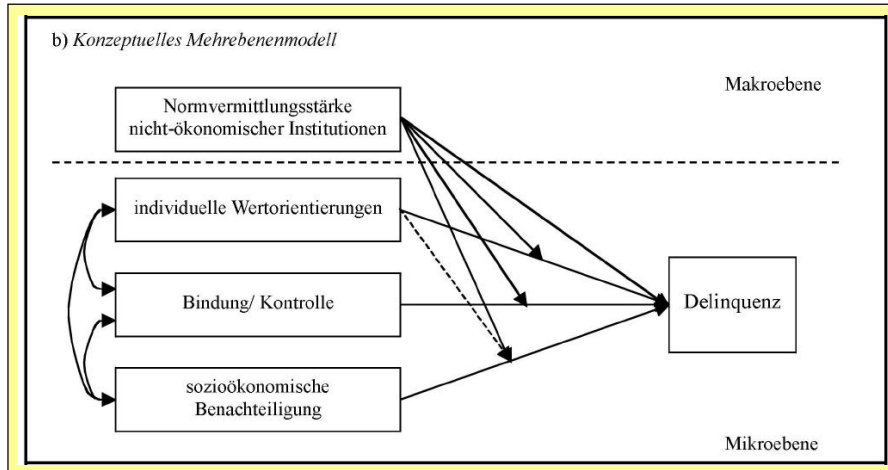 b) Konzeptuelles Mehrebenenmodell
Makroebene
Normvermittlungsstärke
nicht-ökonomischer Institutionen
individuelle Wertorientierungen
Bindung/ Kontrolle
Delinquenz
sozioökonomische
Benachteiligung
Mikroebene